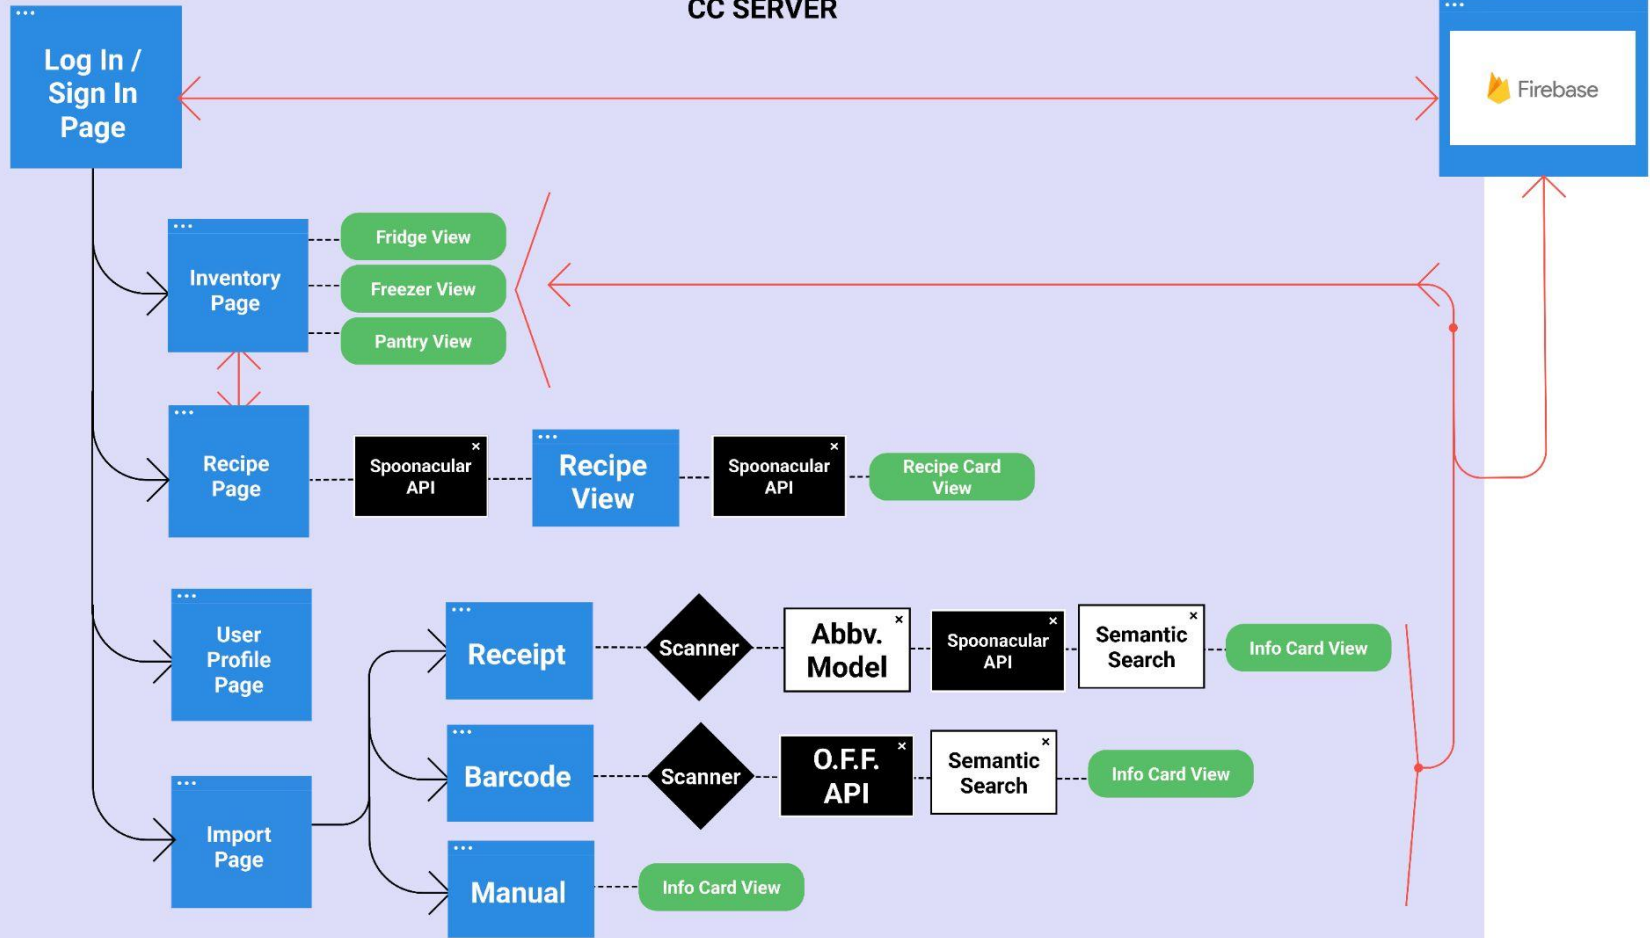 CC SERVER
Log In /
Sign In
Page
Firebase
Inventory
Page
Fridge View
Freezer View
Pantry View
Recipe
Page
Spoonacular
API
Recipe
View
Spoonacular
API
Recipe Card
View
User
Profile
Page
Receipt
Scanner
Abbv.
Model
Spoonacular
API
Semantic
Search
Info Card View
Barcode
Scanner
O.F.F.
API
Semantic
Search
Info Card View
Import
Page
Manual
Info Card View